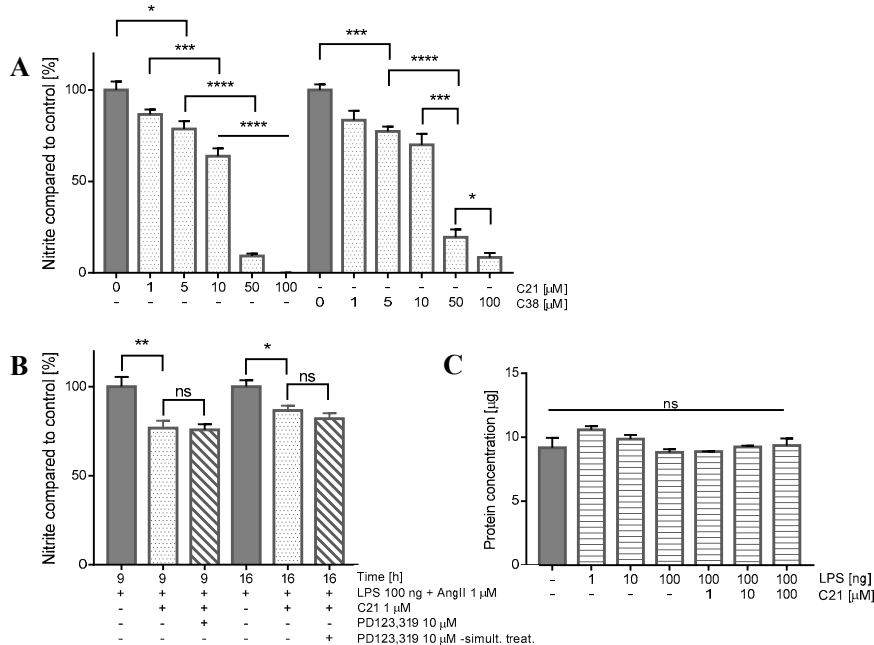 A
Nitrite compared to control [%]
100
50
0
* *** **** ****
*** **** *** *
0 1 5 10 50 100 - - - - - - C21 [µM]
- - - - - - 0 1 5 10 50 100 C38 [µM]
B
Nitrite compared to control [%]
100
50
0
** ns * ns
9 9 9 16 16 16 Time [h]
+ + + + + + LPS 100 ng + AngII 1 µM
- + + - + + C21 1 µM
+ PD123,319 10 µM
+ PD123,319 10 µM -simult. treat.
C
Protein concentration [µg]
15
10
5
0
ns
- 1 10 100 100 100 100 LPS [ng]
- - - - 1 10 100 C21 [µM]